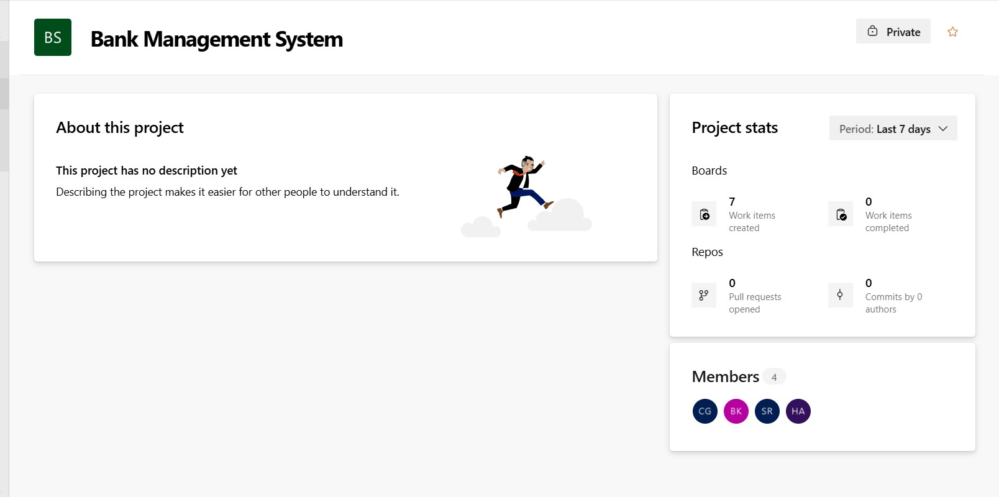 BS
Bank Management System
Private
About this project
This project has no description yet
Describing the project makes it easier for other people to understand it.
Project stats
Period: Last 7 days
Boards
7
Work items
created
0
Work items
completed
Repos
0
Pull requests
opened
0
Commits by 0
authors
Members 4
CG BK SR HA